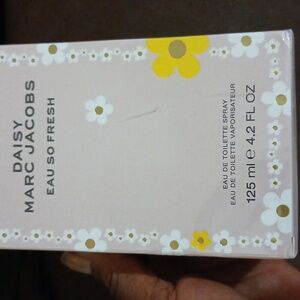 DAISY
MARC JACOBS
EAU SO FRESH
EAU DE TOILETTE SPRAY
EAU DE TOILETTE VAPORISATEUR
125 ml ℮ 4.2 FL OZ